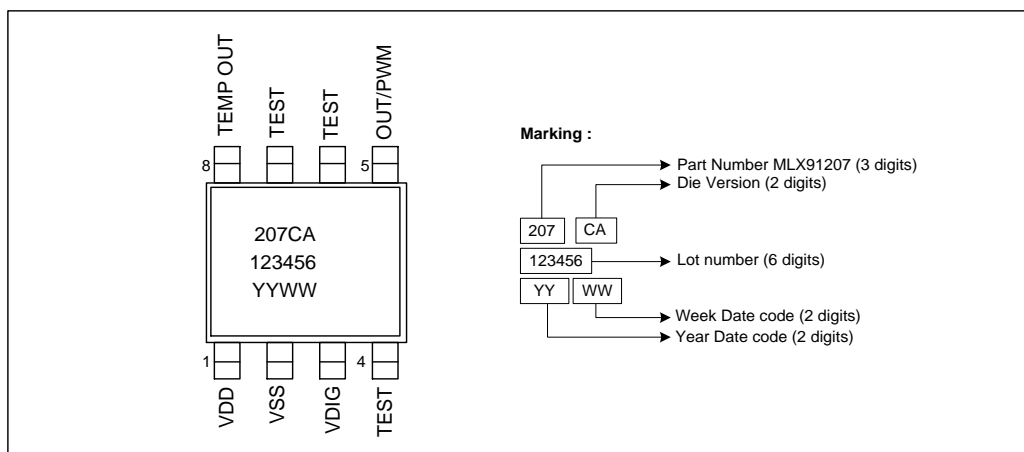 TEMP OUT
TEST
TEST
OUT/PWM
8
5
207CA
123456
YYWW
1
4
VDD
VSS
VDIG
TEST
Marking :
Part Number MLX91207 (3 digits)
Die Version (2 digits)
207 CA
123456
Lot number (6 digits)
YY WW
Week Date code (2 digits)
Year Date code (2 digits)